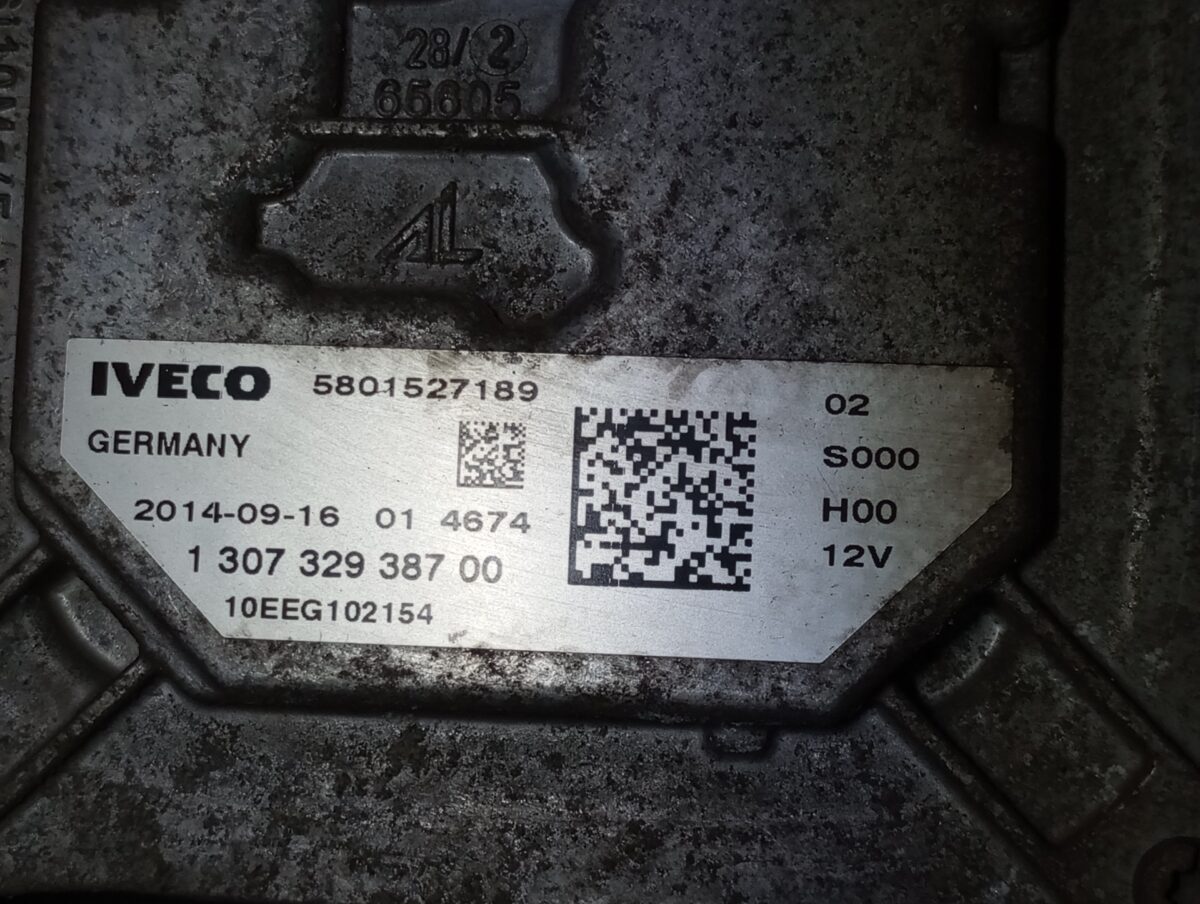 28/2
65605
AL
IVECO 5801527189
GERMANY
2014-09-16 01 4674
1 307 329 387 00
10EEG102154
02
S000
H00
12V